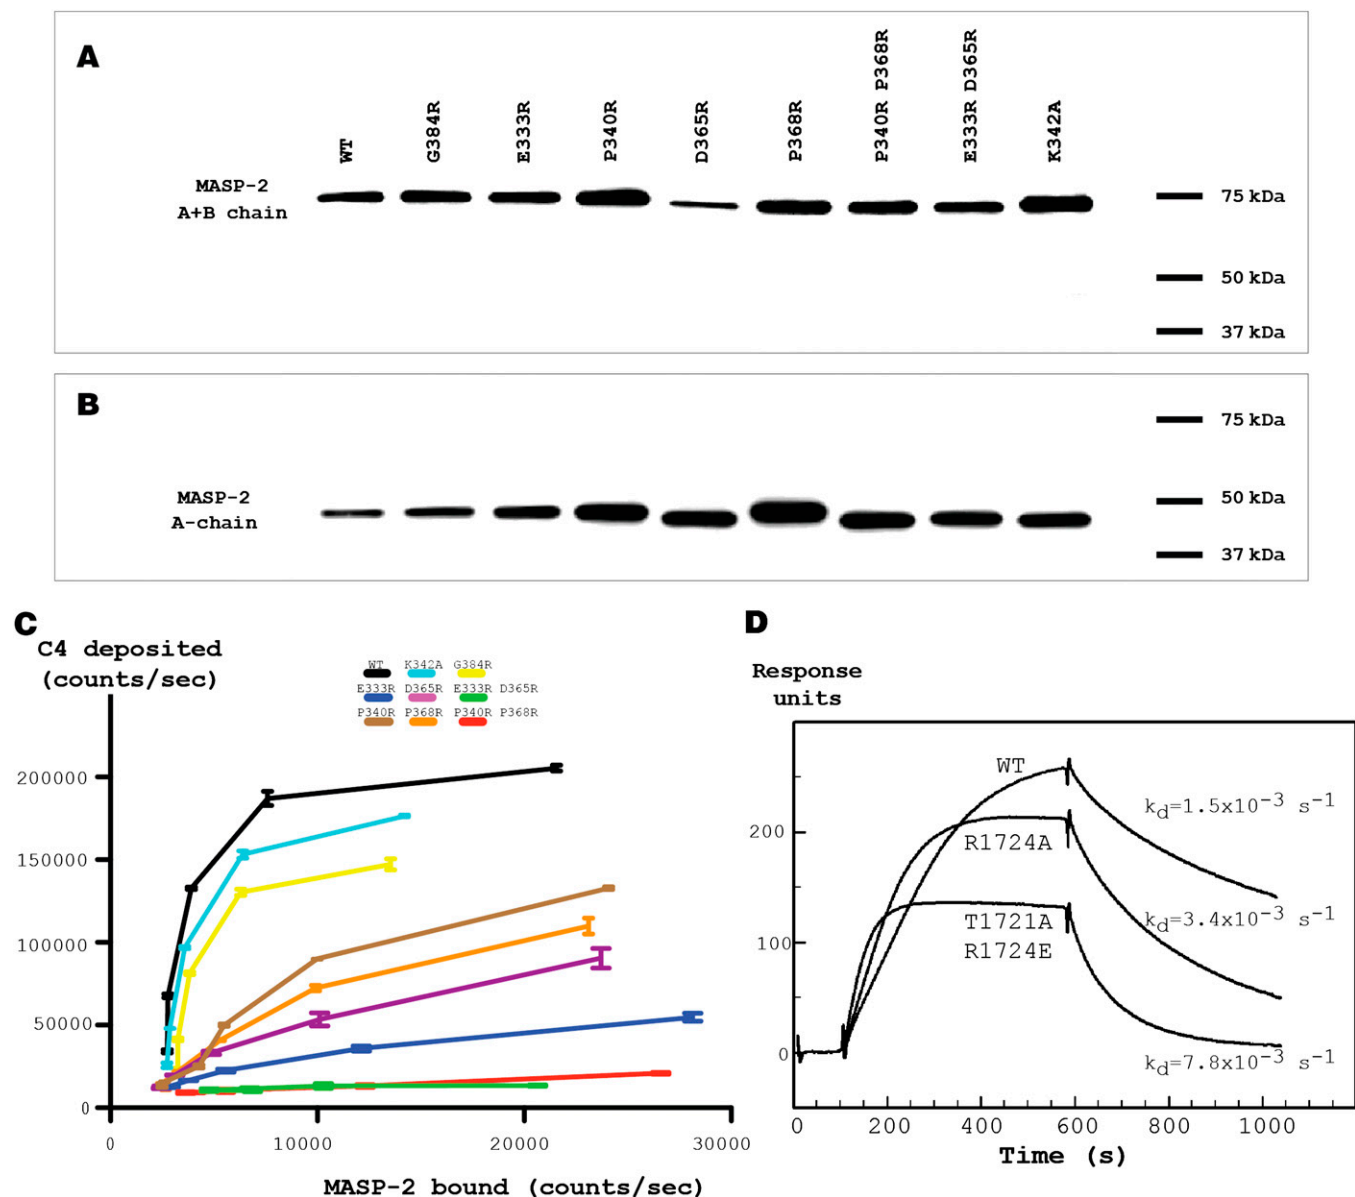 A
WT
G384R
E333R
P340R
D365R
P368R
P340R P368R
E333R D365R
K342A
MASP-2
A+B chain
75 kDa
50 kDa
37 kDa
B
MASP-2
A-chain
75 kDa
50 kDa
37 kDa
C
C4 deposited
(counts/sec)
WT K342A G384R
E333R D365R E333R D365R
P340R P368R P340R P368R
200000
150000
100000
50000
0
0 10000 20000 30000
MASP-2 bound (counts/sec)
D
Response
units
WT
kd=1.5x10-3 s-1
200
R1724A
kd=3.4x10-3 s-1
T1721A
100
R1724E
0
kd=7.8x10-3 s-1
0 200 400 600 800 1000
Time (s)